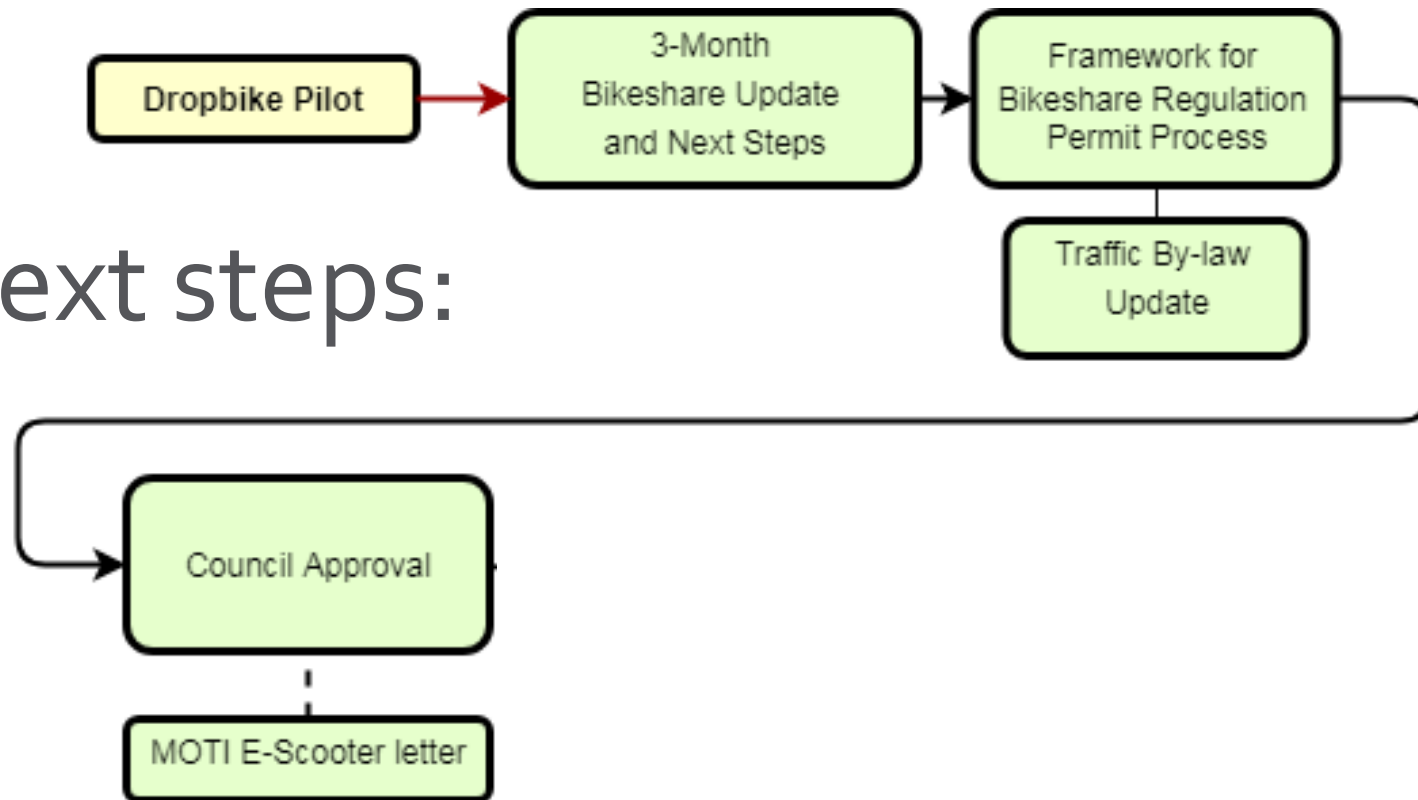 Dropbike Pilot
3-Month
Bikeshare Update
and Next Steps
Framework for
Bikeshare Regulation
Permit Process
Traffic By-law
Update
ext steps:
Council Approval
MOTI E-Scooter letter